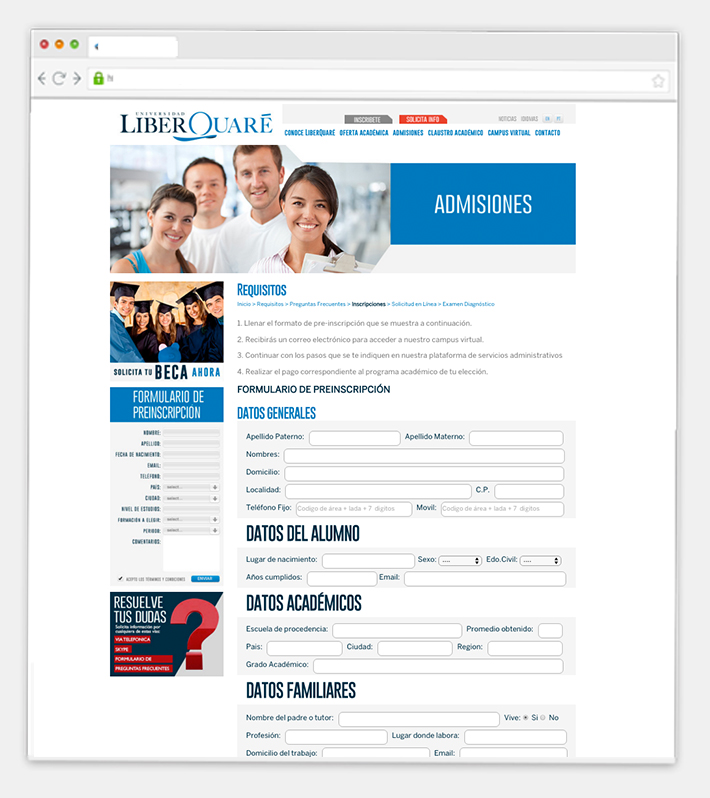 UNIVERSIDAD
LIBERQUARÉ
INSCRIBETE
SOLICITA INFO
NOTICIAS IDIOMAS
CONOCE LIBERQUARÉ OFERTA ACADÉMICA ADMISIONES CLAUSTRO ACADÉMICO CAMPUS VIRTUAL CONTACTO
ADMISIONES
SOLICITA TU BECA AHORA
FORMULARIO DE
PREINSCRIPCIÓN
NOMBRE:
APELLIDO:
FECHA DE NACIMIENTO:
EMAIL:
TELEFONO:
PAÍS: select...
CIUDAD: select...
NIVEL DE ESTUDIOS:
FORMACIÓN A ELEGIR: select...
PERIODO: select...
COMENTARIOS:
ACEPTO LOS TERMINOS Y CONDICIONES ENVIAR
RESUELVE
TUS DUDAS
Solicita información por
cualquiera de estas vías:
VIA TELEFONICA
SKYPE
FORMULARIO DE
PREGUNTAS FRECUENTES
REQUISITOS
Inicio > Requisitos > Preguntas Frecuentes > Inscripciones > Solicitud en Línea > Examen Diagnóstico
1. Llenar el formato de pre-inscripción que se muestra a continuación.
2. Recibirás un correo electrónico para acceder a nuestro campus virtual.
3. Continuar con los pasos que se te indiquen en nuestra plataforma de servicios administrativos
4. Realizar el pago correspondiente al programa académico de tu elección.
FORMULARIO DE PREINSCRIPCIÓN
DATOS GENERALES
Apellido Paterno: Apellido Materno:
Nombres:
Domicilio:
Localidad: C.P.
Teléfono Fijo: Codigo de área + lada + 7 digitos Movil: Codigo de área + lada + 7 digitos
DATOS DEL ALUMNO
Lugar de nacimiento: Sexo: .... Edo.Civil: ....
Años cumplidos: Email:
DATOS ACADÉMICOS
Escuela de procedencia: Promedio obtenido:
Pais: Ciudad: Region:
Grado Académico:
DATOS FAMILIARES
Nombre del padre o tutor: Vive: Si No
Profesión: Lugar donde labora:
Domicilio del trabajo: Email: